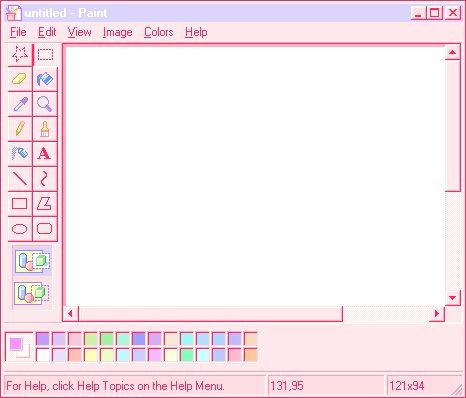 untitled - Paint
File Edit View Image Colors Help
A
For Help, click Help Topics on the Help Menu. 131,95 121x94